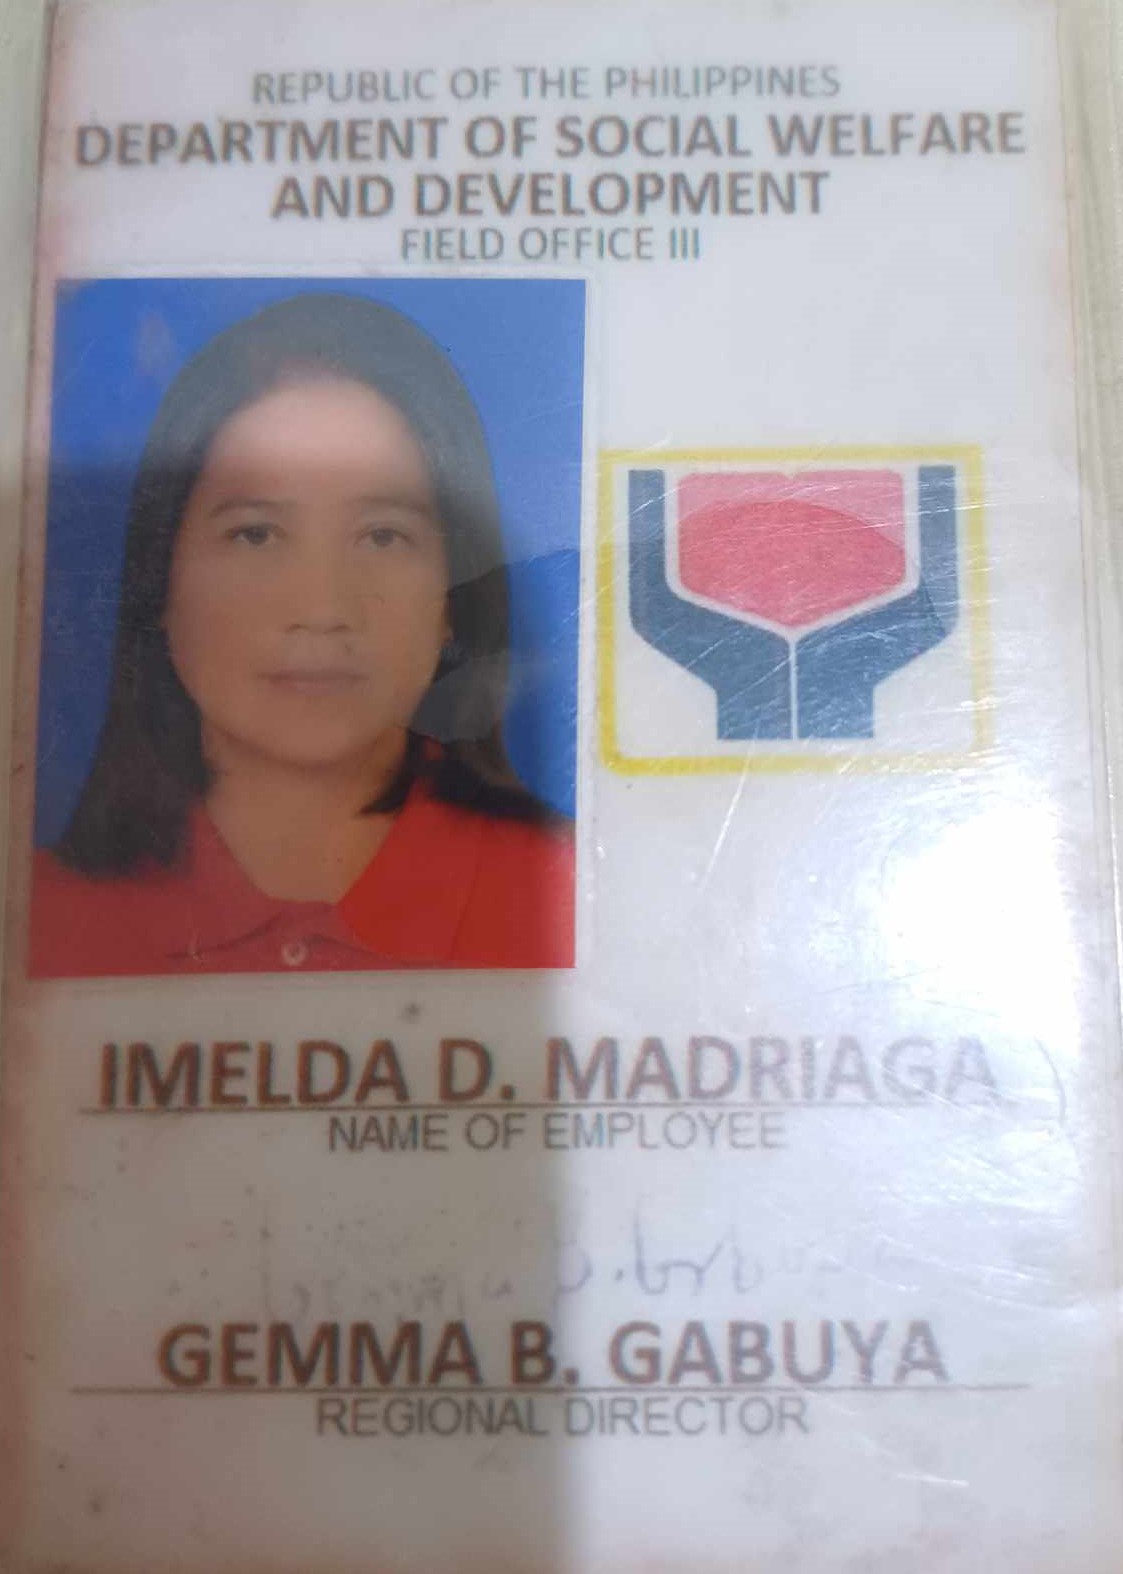 REPUBLIC OF THE PHILIPPINES
DEPARTMENT OF SOCIAL WELFARE
AND DEVELOPMENT
FIELD OFFICE III
IMELDA D. MADRIAGA
NAME OF EMPLOYEE
GEMMA B. GABUYA
REGIONAL DIRECTOR